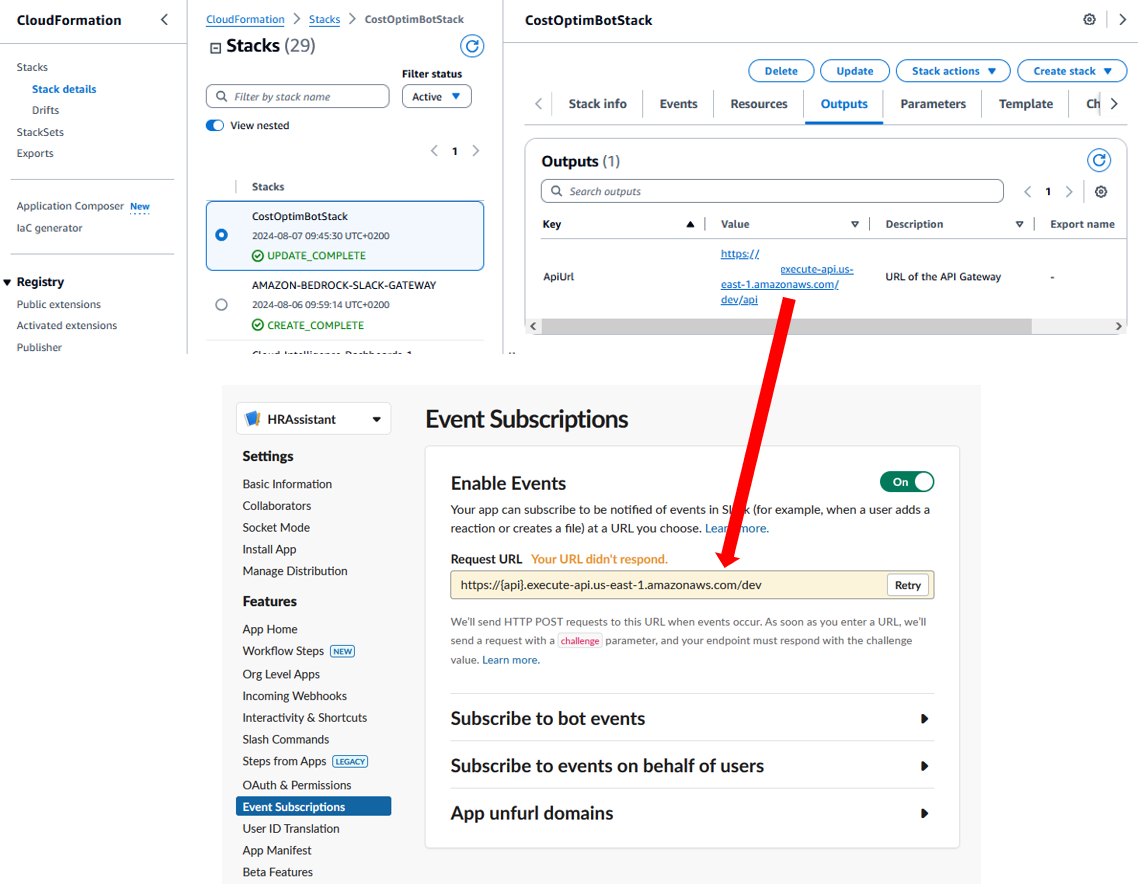 CloudFormation
Stacks
Stack details
Drifts
StackSets
Exports
Application Composer New
IaC generator
Registry
Public extensions
Activated extensions
Publisher
CloudFormation > Stacks > CostOptimBotStack
Stacks (29)
Filter status
Filter by stack name
Active
View nested
1
Stacks
CostOptimBotStack
2024-08-07 09:45:30 UTC+0200
UPDATE_COMPLETE
AMAZON-BEDROCK-SLACK-GATEWAY
2024-08-06 09:59:14 UTC+0200
CREATE_COMPLETE
CostOptimBotStack
Delete
Update
Stack actions
Create stack
Stack info
Events
Resources
Outputs
Parameters
Template
Ch
Outputs (1)
Search outputs
1
Key
Value
Description
Export name
ApiUrl
https://
execute-api.us-
east-1.amazonaws.com/
dev/api
URL of the API Gateway
-
HRAssistant
Settings
Basic Information
Collaborators
Socket Mode
Install App
Manage Distribution
Features
App Home
Workflow Steps NEW
Org Level Apps
Incoming Webhooks
Interactivity & Shortcuts
Slash Commands
Steps from Apps LEGACY
OAuth & Permissions
Event Subscriptions
User ID Translation
App Manifest
Beta Features
Event Subscriptions
Enable Events
On
Your app can subscribe to be notified of events in (for example, when a user adds a
reaction or creates a file) at a URL you choose.
Request URL Your URL didn't respond.
https://{api}.execute-api.us-east-1.amazonaws.com/dev
Retry
We'll send HTTP POST requests to this URL when events occur. As soon as you enter a URL, we'll
send a request with a challenge parameter, and your endpoint must respond with the challenge
value. Learn more.
Subscribe to bot events
Subscribe to events on behalf of users
App unfurl domains